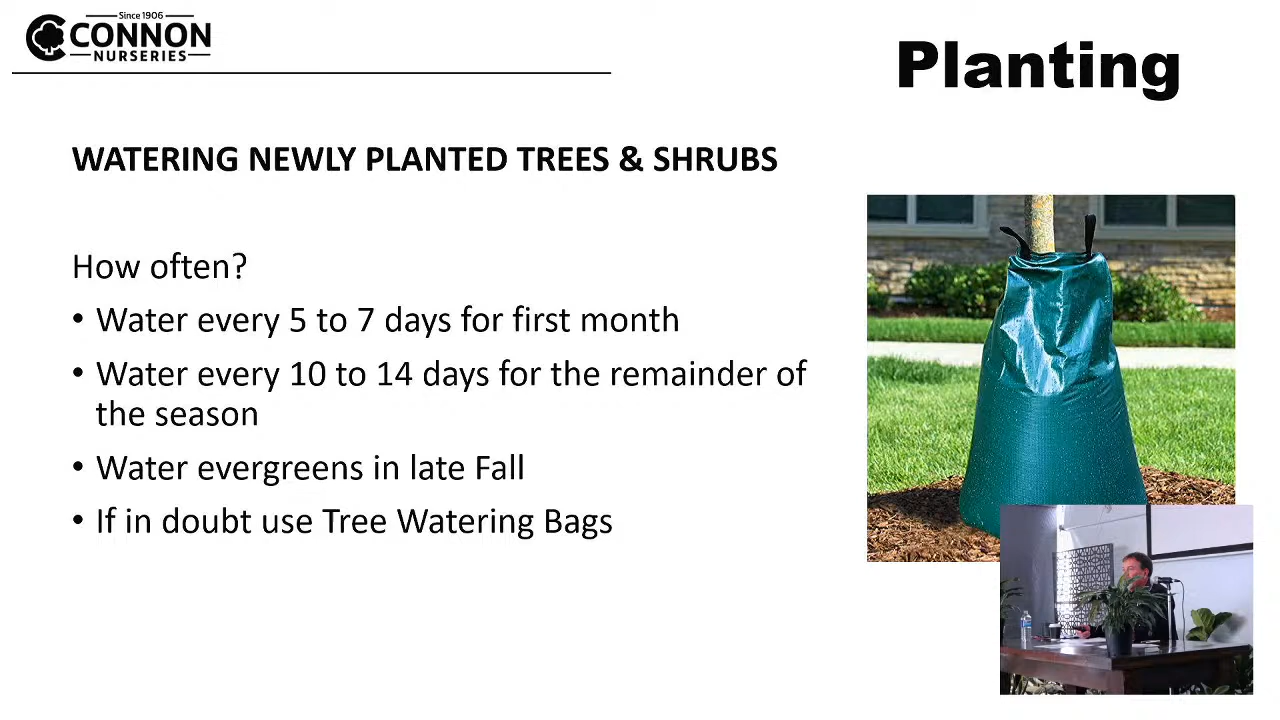 Since 1906
CONNON
NURSERIES
Planting
WATERING NEWLY PLANTED TREES & SHRUBS
How often?
• Water every 5 to 7 days for first month
• Water every 10 to 14 days for the remainder of
the season
• Water evergreens in late Fall
• If in doubt use Tree Watering Bags